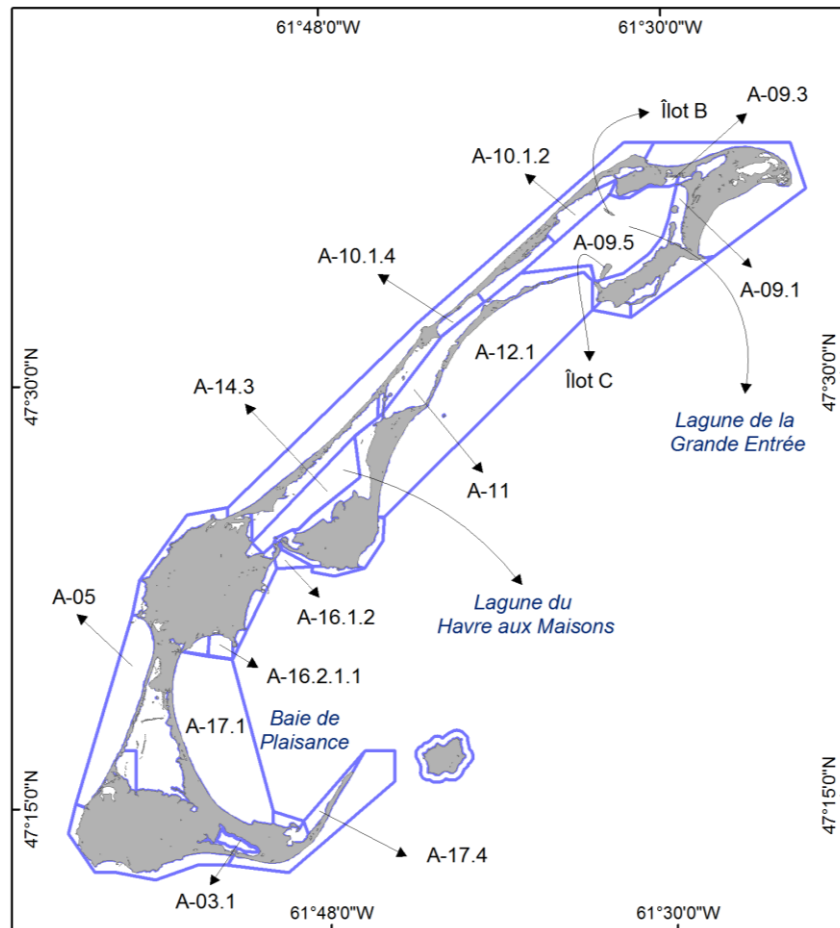 61°48'0"W
61°30'0"W
A-09.3
Îlot B
A-10.1.2
A-09.5
A-10.1.4
A-09.1
47°30'0"N
47°30'0"N
A-12.1
Îlot C
A-14.3
Lagune de la
Grande Entrée
A-11
A-05
A-16.1.2
Lagune du
Havre aux Maisons
A-16.2.1.1
A-17.1
Baie de
Plaisance
47°15'0"N
47°15'0"N
A-17.4
A-03.1
61°48'0"W
61°30'0"W